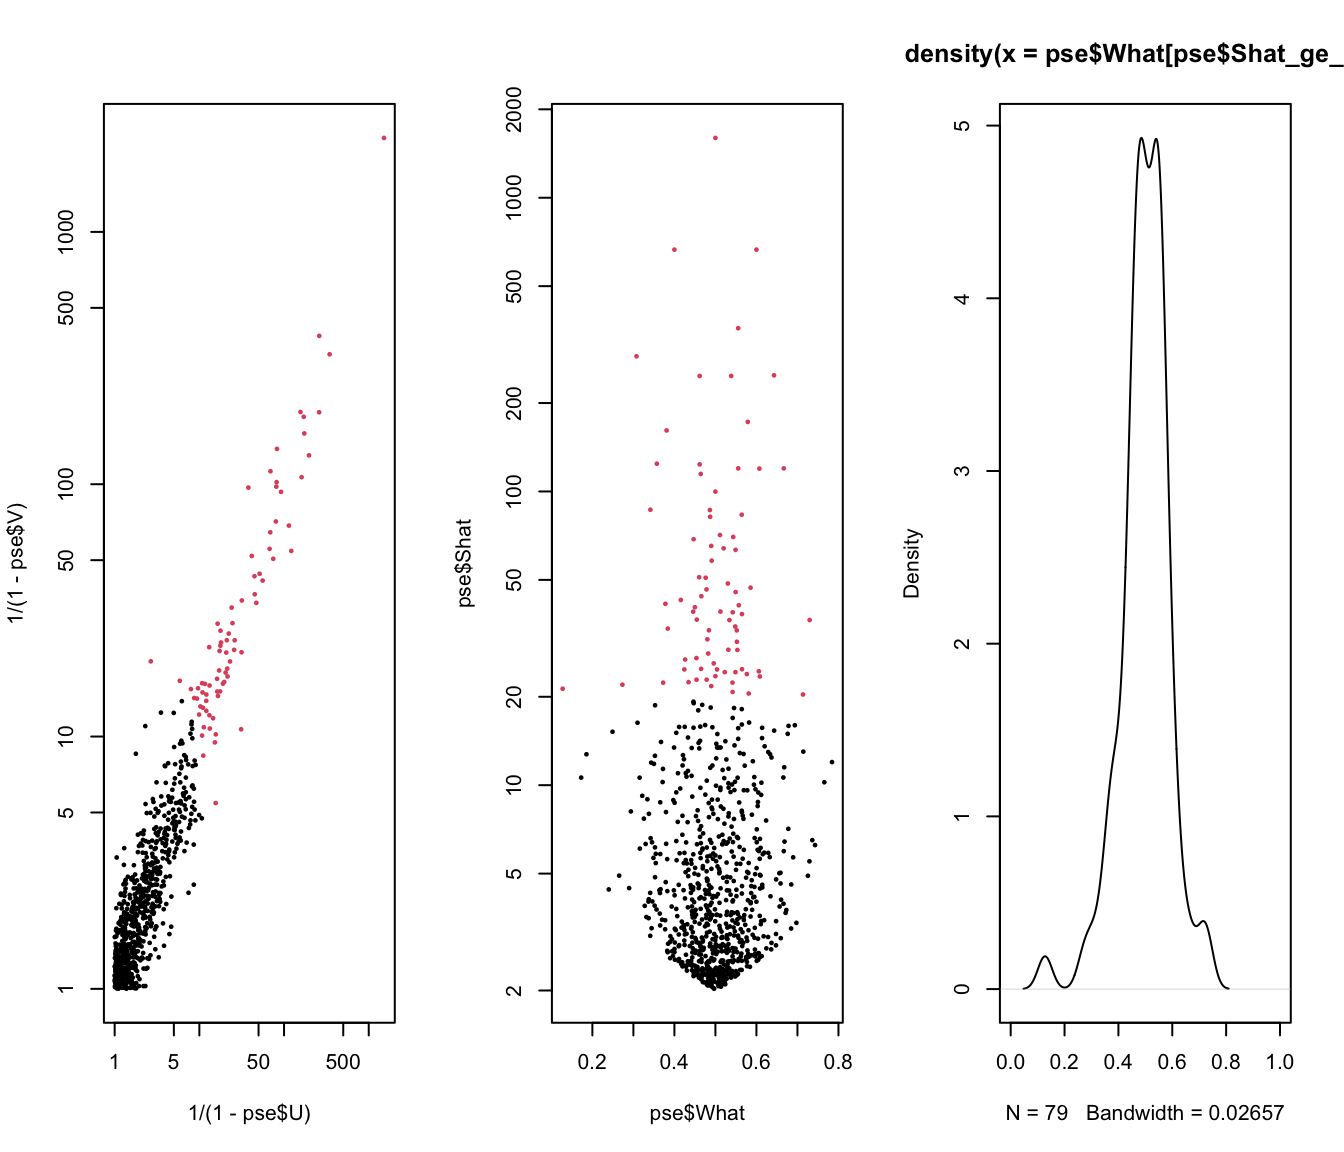 density(x = pse$What[pse$Shat_ge_
1/(1 - pse$V)
1000
500
100
50
10
5
1
1 5 50 500
1/(1 - pse$U)
pse$Shat
2000
1000
500
200
100
50
20
10
5
2
0.2 0.4 0.6 0.8
pse$What
Density
5
4
3
2
1
0
0.0 0.2 0.4 0.6 0.8 1.0
N = 79 Bandwidth = 0.02657